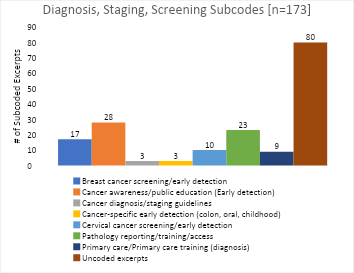 Diagnosis, Staging, Screening Subcodes [n=173]
# of Subcoded Excerpts
90
80
70
60
50
40
30
20
10
0
17
28
3
3
10
23
9
80
Breast cancer screening/early detection
Cancer awareness/public education (Early detection)
Cancer diagnosis/staging guidelines
Cancer-specific early detection (colon, oral, childhood)
Cervical cancer screening/early detection
Pathology reporting/training/access
Primary care/Primary care training (diagnosis)
Uncoded excerpts